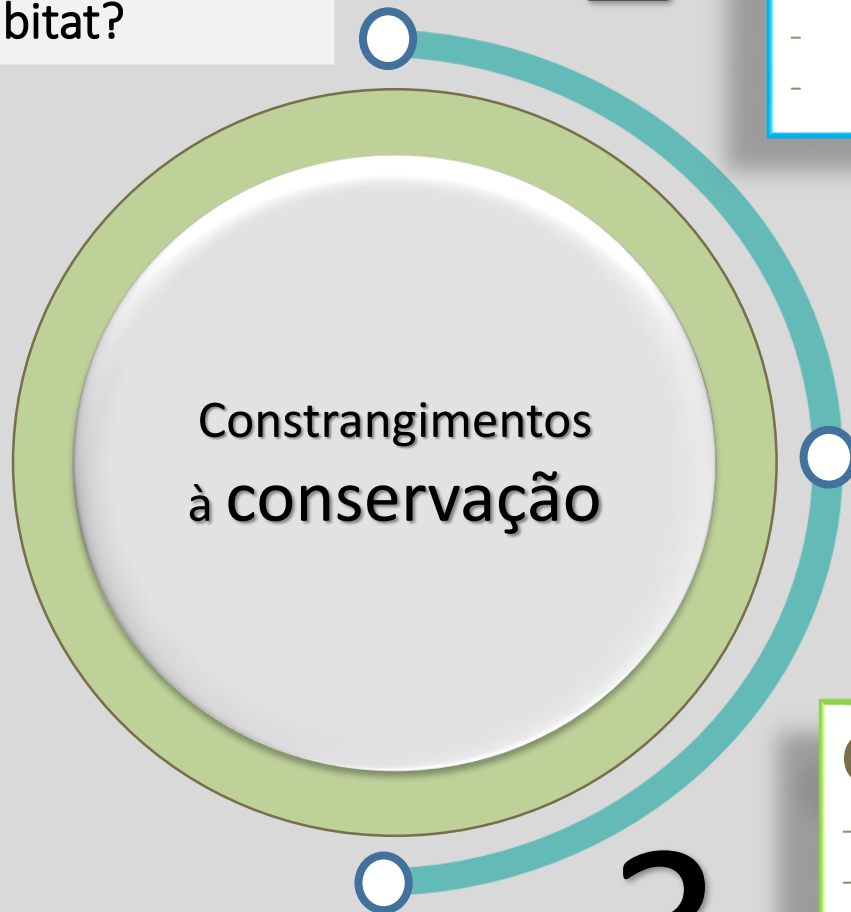 bitat?
-
-
Constrangimentos
à conservação